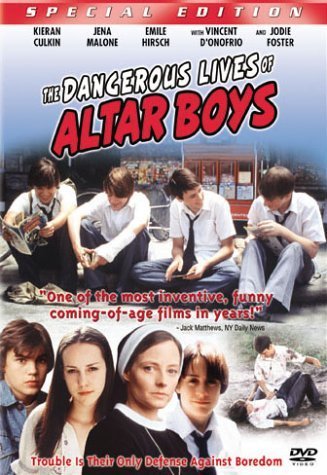 SPECIAL EDITION
KIERAN CULKIN
JENA MALONE
EMILE HIRSCH
WITH VINCENT D'ONOFRIO
AND JODIE FOSTER
THE DANGEROUS LIVES OF
ALTAR BOYS
"One of the most inventive, funny
coming-of-age films in years!"
- Jack Matthews, NY Daily News
Trouble Is Their Only Defense Against Boredom
DVD
VIDEO